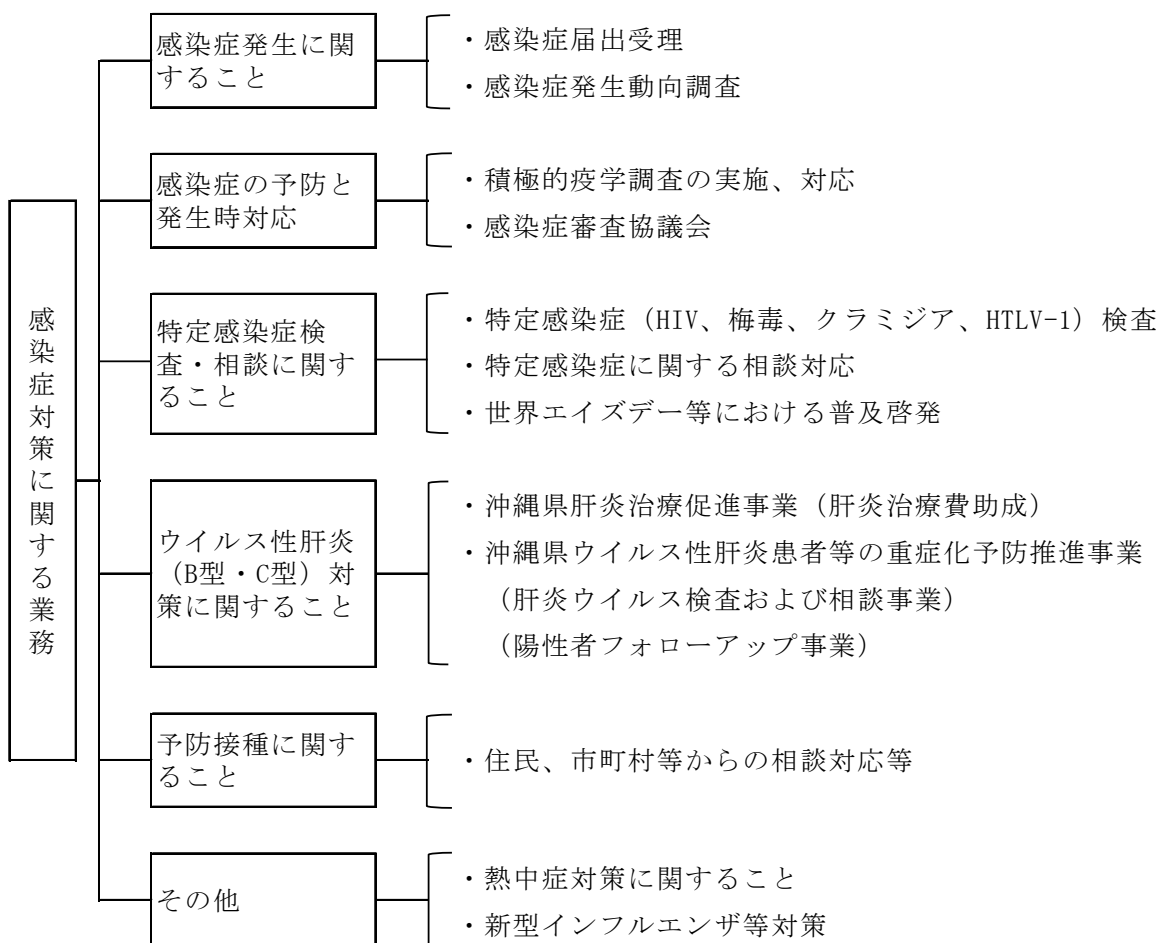 感染症対策に関する業務
感染症発生に関
すること
・感染症届出受理
・感染症発生動向調査
感染症の予防と
発生時対応
・積極的疫学調査の実施、対応
・感染症審査協議会
特定感染症検
査・相談に関す
ること
・特定感染症（HIV、梅毒、クラミジア、HTLV-1）検査
・特定感染症に関する相談対応
・世界エイズデー等における普及啓発
ウイルス性肝炎
（B型・C型）対
策に関すること
・沖縄県肝炎治療促進事業（肝炎治療費助成）
・沖縄県ウイルス性肝炎患者等の重症化予防推進事業
（肝炎ウイルス検査および相談事業）
（陽性者フォローアップ事業）
予防接種に関す
ること
・住民、市町村等からの相談対応等
その他
・熱中症対策に関すること
・新型インフルエンザ等対策